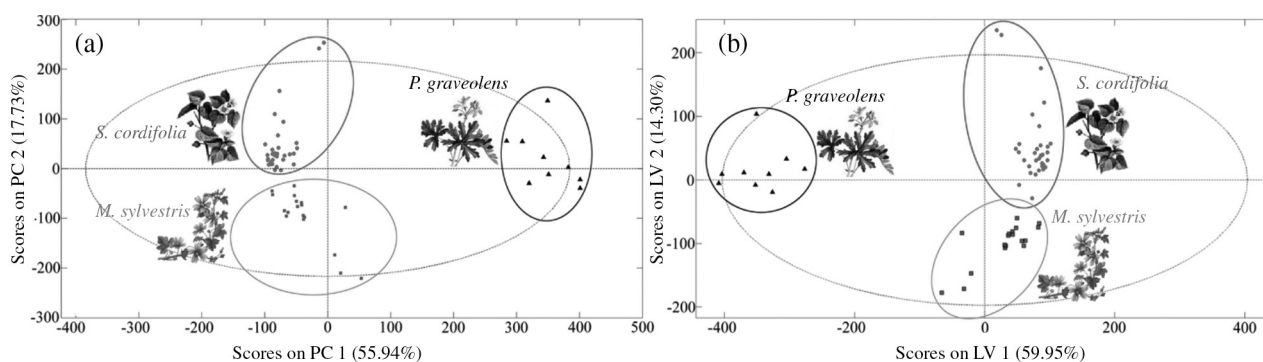 (a)
P. graveolens
S. cordifolia
M. sylvestris
Scores on PC 2 (17.73%)
300
200
100
0
-100
-200
-300
-400 -300 -200 -100 0 100 200 300 400 500
Scores on PC 1 (55.94%)
(b)
S. cordifolia
P. graveolens
M. sylvestris
Scores on LV 2 (14.30%)
200
100
0
-100
-200
-400 -200 0 200 400
Scores on LV 1 (59.95%)